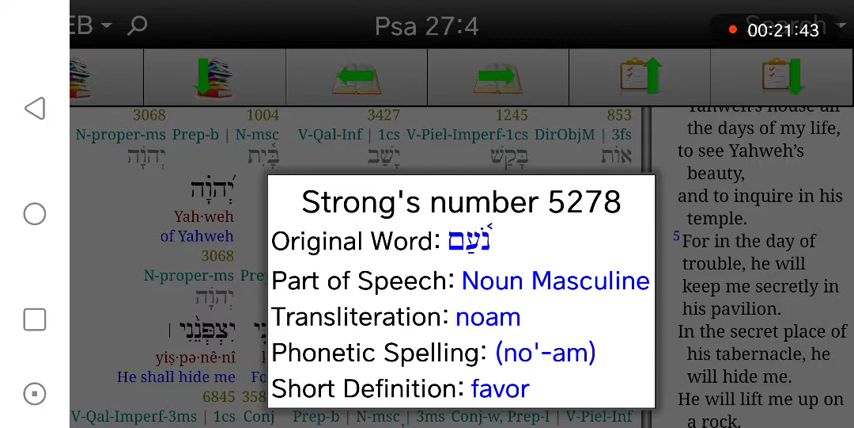 EB
Psa 27:4
Search
00:21:43
3068 1004 3427 1245 853
N-proper-ms Prep-b | N-msc V-Qal-Inf | 1cs V-Piel-Imperf-1cs DirObjM | 3fs
יְהוָֹה בַּיִת יָשַׁב בָּקַשׁ אוֹת
יְ֭הוָֹה
Yah·weh
of Yahweh
3068
N-proper-ms
יְהוָֹה
יִצְפְּנֵ֨נִי
yiṣ·pə·nê·nî
He shall hide me
6845
V-Qal-Imperf-3ms | 1cs Conj Prep-b | N-msc | 3ms Conj-w, Prep-l | V-Piel-Inf
Strong's number 5278
Original Word: נֹ֫עַם
Part of Speech: Noun Masculine
Transliteration: noam
Phonetic Spelling: (no'-am)
Short Definition: favor
Yahweh's house all
the days of my life,
to see Yahweh's
beauty,
and to inquire in his
temple.
5 For in the day of
trouble, he will
keep me secretly in
his pavilion.
In the secret place of
his tabernacle, he
will hide me.
He will lift me up on
a rock.